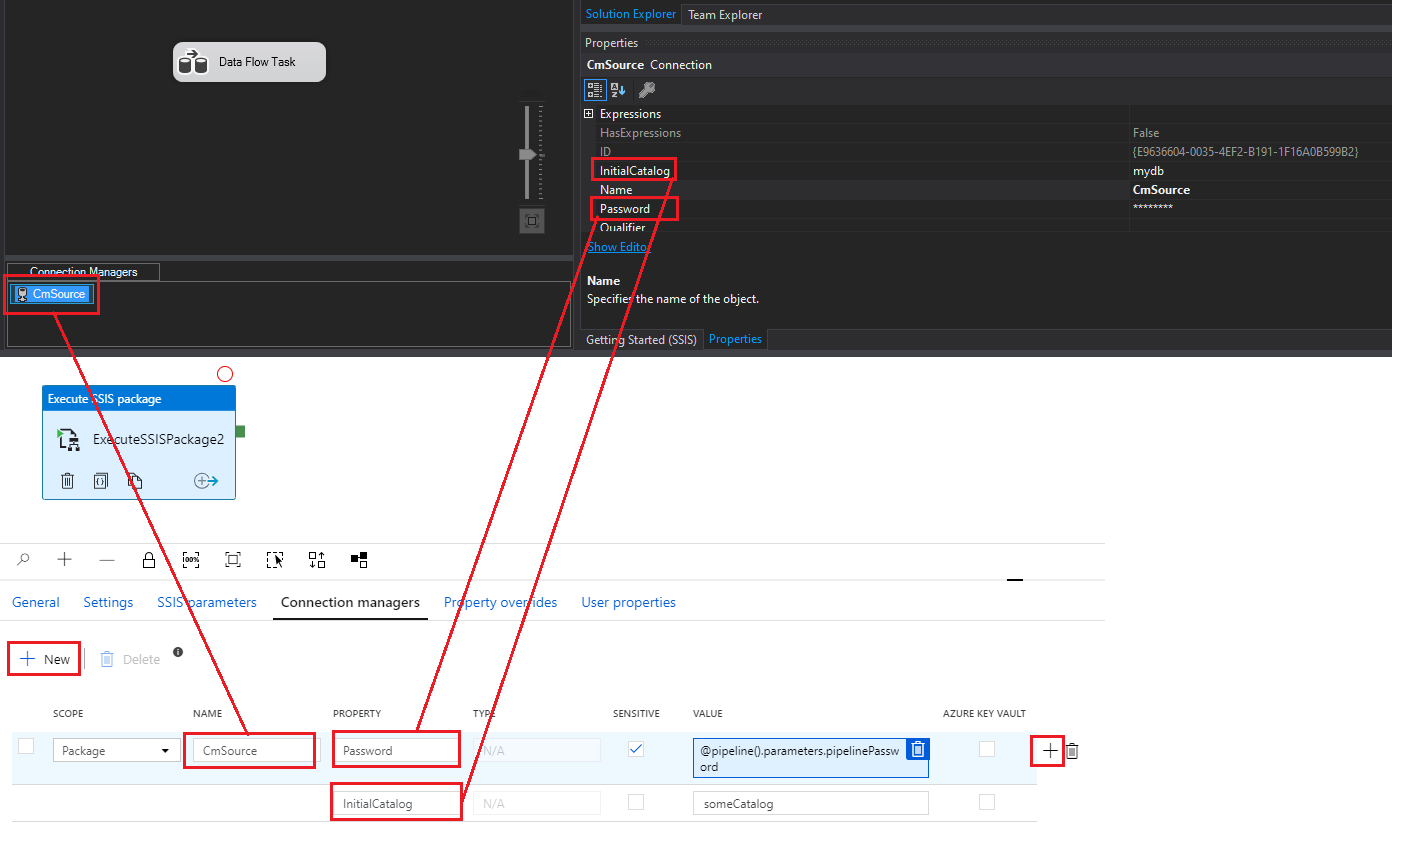 Solution Explorer Team Explorer
Properties
CmSource Connection
Data Flow Task
Expressions
HasExpressions False
ID {E9636604-0035-4EF2-B191-1F16A0B599B2}
InitialCatalog mydb
Name CmSource
Password ********
Qualifier
Show Editor
Name
Specifies the name of the object.
Getting Started (SSIS) Properties
Connection Managers
CmSource
Execute SSIS package
ExecuteSSISPackage2
General Settings SSIS parameters Connection managers Property overrides User properties
New Delete
SCOPE NAME PROPERTY TYPE SENSITIVE VALUE AZURE KEY VAULT
Package CmSource Password N/A @pipeline().parameters.pipelinePassw
ord
InitialCatalog N/A someCatalog